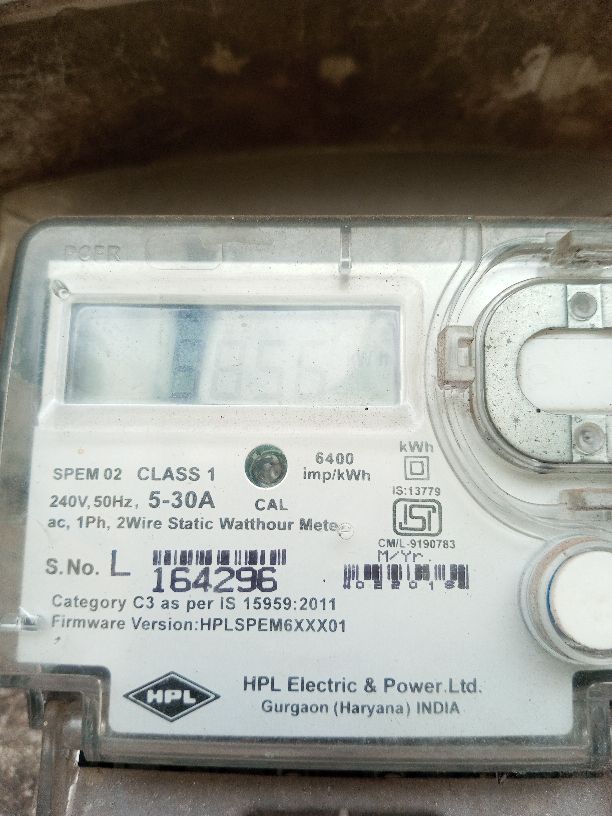 6400
imp/kWh
kWh
SPEM 02 CLASS 1
240V, 50Hz, 5-30A
CAL
IS:13779
ac, 1Ph, 2Wire Static Watthour Meter
ISI
CM/L-9190783
M/Yr.
S.No. L 164296
Category C3 as per IS 15959:2011
Firmware Version:HPLSPEM6XXX01
HPL
HPL Electric & Power Ltd.
Gurgaon (Haryana) INDIA